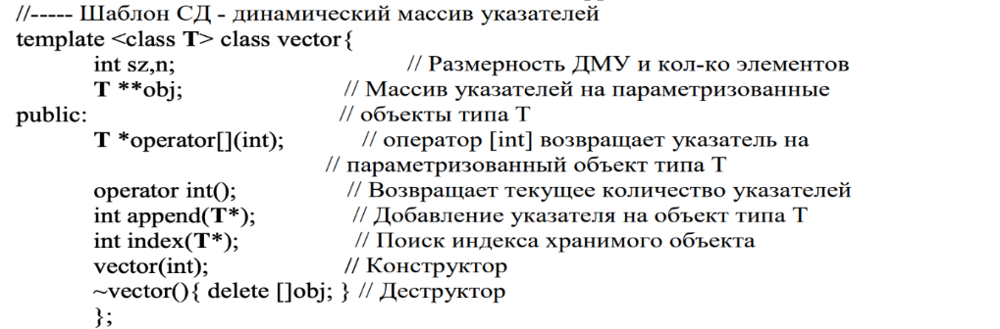 //----- Шаблон СД - динамический массив указателей
template <class T> class vector{
int sz,n; // Размерность ДМУ и кол-ко элементов
T **obj; // Массив указателей на параметризованные
public: // объекты типа T
T *operator[](int); // оператор [int] возвращает указатель на
// параметризованный объект типа T
operator int(); // Возвращает текущее количество указателей
int append(T*); // Добавление указателя на объект типа T
int index(T*); // Поиск индекса хранимого объекта
vector(int); // Конструктор
~vector(){ delete []obj; } // Деструктор
};